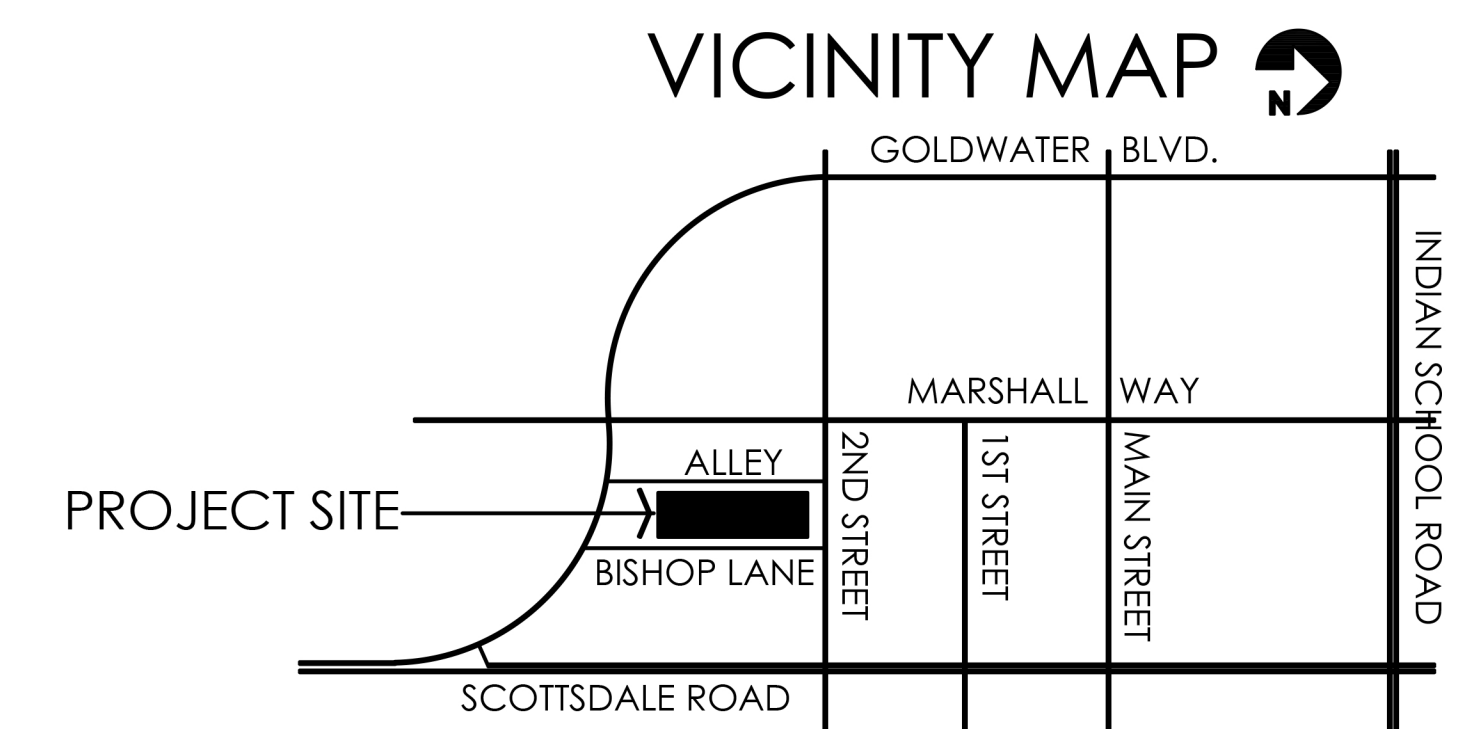 VICINITY MAP
N
GOLDWATER BLVD.
INDIAN SCHOOL ROAD
MARSHALL WAY
2ND STREET
1ST STREET
MAIN STREET
ALLEY
PROJECT SITE
BISHOP LANE
SCOTTSDALE ROAD